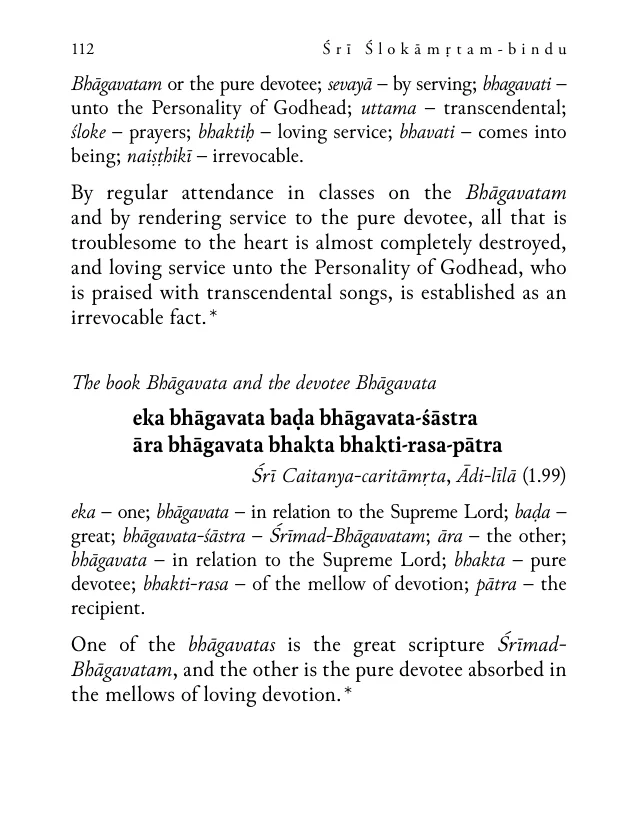 112
Śrī Ślokāmṛtam-bindu
Bhāgavatam or the pure devotee; sevayā – by serving; bhagavati –
unto the Personality of Godhead; uttama – transcendental;
śloke – prayers; bhaktiḥ – loving service; bhavati – comes into
being; naiṣṭhikī – irrevocable.
By regular attendance in classes on the Bhāgavatam
and by rendering service to the pure devotee, all that is
troublesome to the heart is almost completely destroyed,
and loving service unto the Personality of Godhead, who
is praised with transcendental songs, is established as an
irrevocable fact.*
The book Bhāgavata and the devotee Bhāgavata
eka bhāgavata baḍa bhāgavata-śāstra
āra bhāgavata bhakta bhakti-rasa-pātra
Śrī Caitanya-caritāmṛta, Ādi-līlā (1.99)
eka – one; bhāgavata – in relation to the Supreme Lord; baḍa –
great; bhāgavata-śāstra – Śrīmad-Bhāgavatam; āra – the other;
bhāgavata – in relation to the Supreme Lord; bhakta – pure
devotee; bhakti-rasa – of the mellow of devotion; pātra – the
recipient.
One of the bhāgavatas is the great scripture Śrīmad-
Bhāgavatam, and the other is the pure devotee absorbed in
the mellows of loving devotion.*